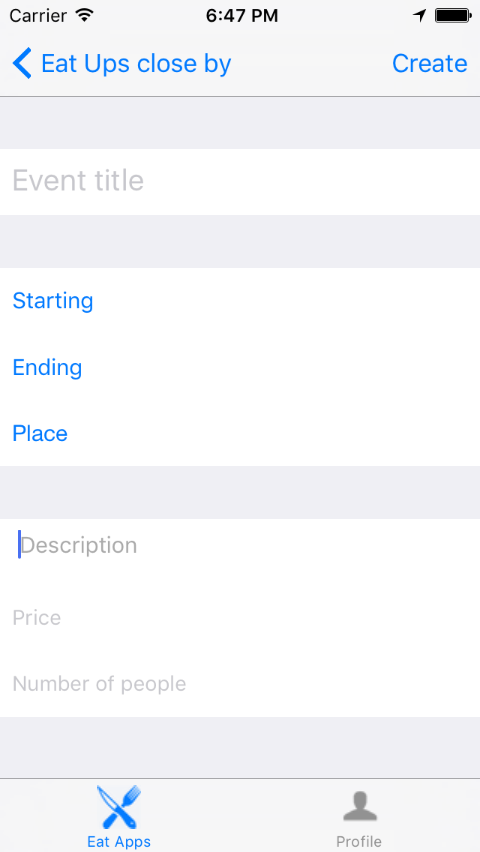 Carrier 6:47 PM
Eat Ups close by Create
Event title
Starting
Ending
Place
Description
Price
Number of people
Eat Apps Profile